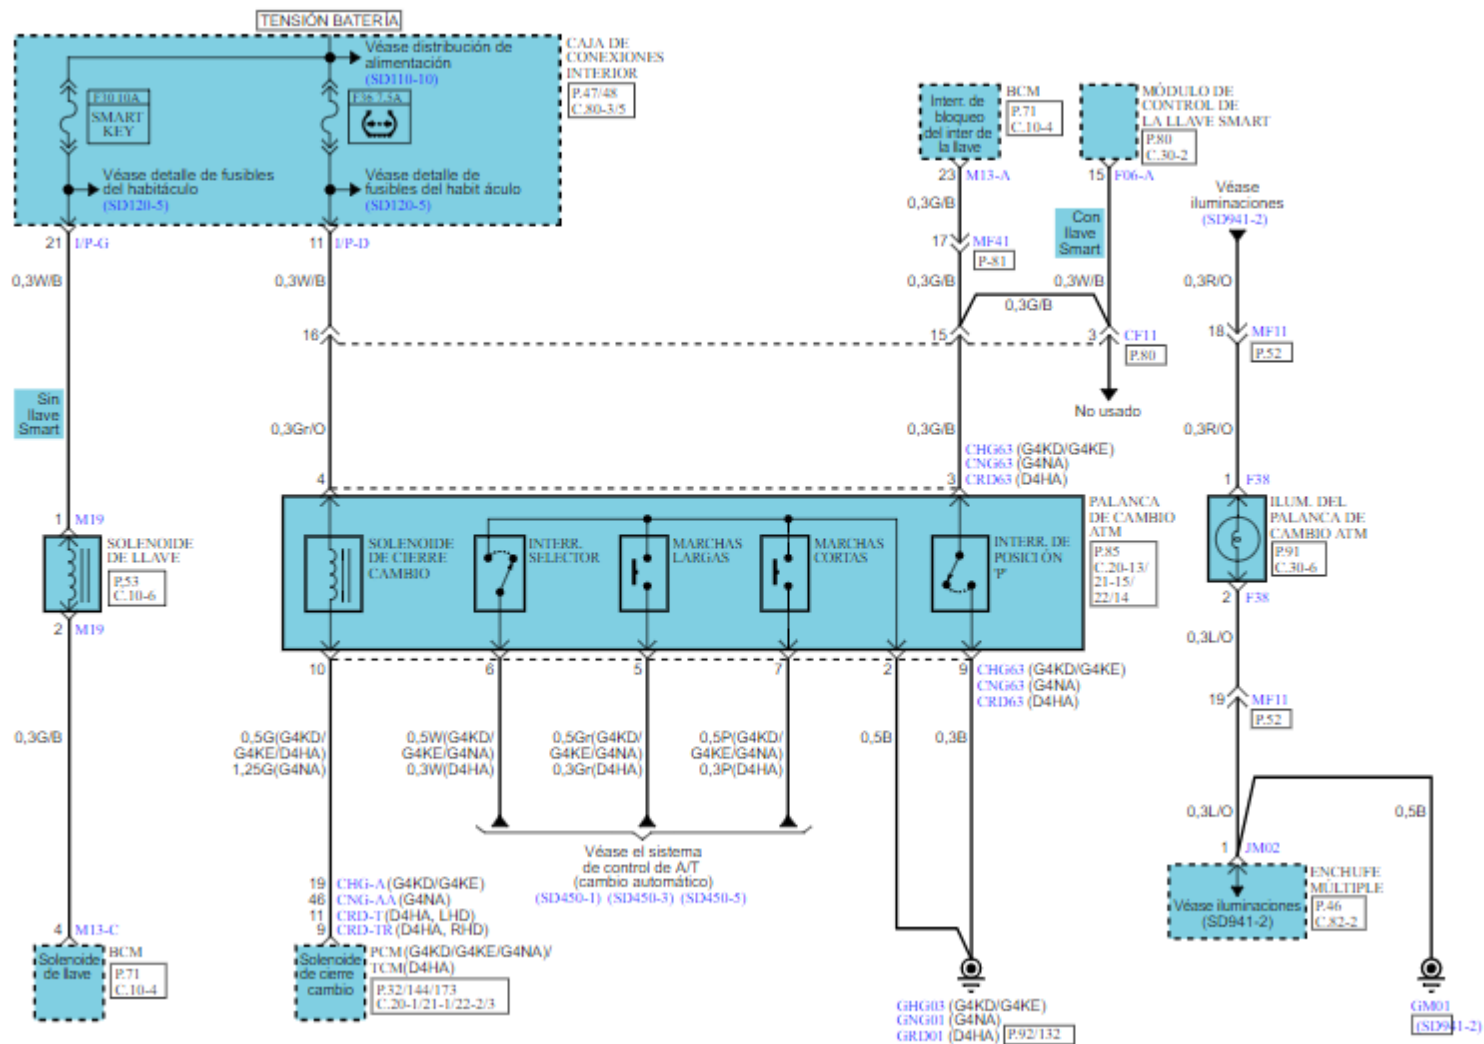 TENSIÓN BATERÍA
Véase distribución de
alimentación
(SD110-10)
CAJA DE
CONEXIONES
INTERIOR
P.47/48
C.80-3/5
F30 10A
SMART
KEY
F36 7.5A
Véase detalle de fusibles
del habitáculo
(SD120-5)
Véase detalle de
fusibles del habit áculo
(SD120-5)
21 I/P-G
11 I/P-D
0,3W/B
0,3W/B
Interr. de
bloqueo
del inter de
la llave
BCM
P.71
C.10-4
MÓDULO DE
CONTROL DE
LA LLAVE SMART
P.80
C.30-2
23 M13-A
15 F06-A
0,3G/B
Con
llave
Smart
17 MF41
P-81
0,3G/B
0,3W/B
0,3G/B
Véase
iluminaciones
(SD941-2)
0,3R/O
16
15
3 CF11
P.80
No usado
18 MF11
P.52
Sin
llave
Smart
0,3Gr/O
0,3G/B
0,3R/O
CHG63 (G4KD/G4KE)
CNG63 (G4NA)
CRD63 (D4HA)
4
3
1 F38
1 M19
SOLENOIDE
DE LLAVE
P.53
C.10-6
2 M19
SOLENOIDE
DE CIERRE
CAMBIO
INTERR.
SELECTOR
MARCHAS
LARGAS
MARCHAS
CORTAS
INTERR. DE
POSICIÓN
'P'
PALANCA
DE CAMBIO
ATM
P.85
C.20-13/
21-15/
22/14
ILUM. DEL
PALANCA DE
CAMBIO ATM
P.91
C.30-6
2 F38
10
6
5
7
2
9
CHG63 (G4KD/G4KE)
CNG63 (G4NA)
CRD63 (D4HA)
0,3L/O
19 MF11
P.52
0,3G/B
0,5G(G4KD/
G4KE/D4HA)
1,25G(G4NA)
0,5W(G4KD/
G4KE/G4NA)
0,3W(D4HA)
0,5Gr(G4KD/
G4KE/G4NA)
0,3Gr(D4HA)
0,5P(G4KD/
G4KE/G4NA)
0,3P(D4HA)
0,5B
0,3B
0,3L/O
0,5B
Véase el sistema
de control de A/T
(cambio automático)
(SD450-1) (SD450-3) (SD450-5)
1 JM02
Véase iluminaciones
(SD941-2)
ENCHUFE
MÚLTIPLE
P.46
C.82-2
19 CHG-A (G4KD/G4KE)
46 CNG-AA (G4NA)
11 CRD-T (D4HA, LHD)
9 CRD-TR (D4HA, RHD)
4 M13-C
Solenoide
de llave
BCM
P.71
C.10-4
Solenoide
de cierre
cambio
PCM(G4KD/G4KE/G4NA)/
TCM(D4HA)
P.32/144/173
C.20-1/21-1/22-2/3
GHG03 (G4KD/G4KE)
GNG01 (G4NA)
GRD01 (D4HA) P.92/132
GM01
(SD941-2)